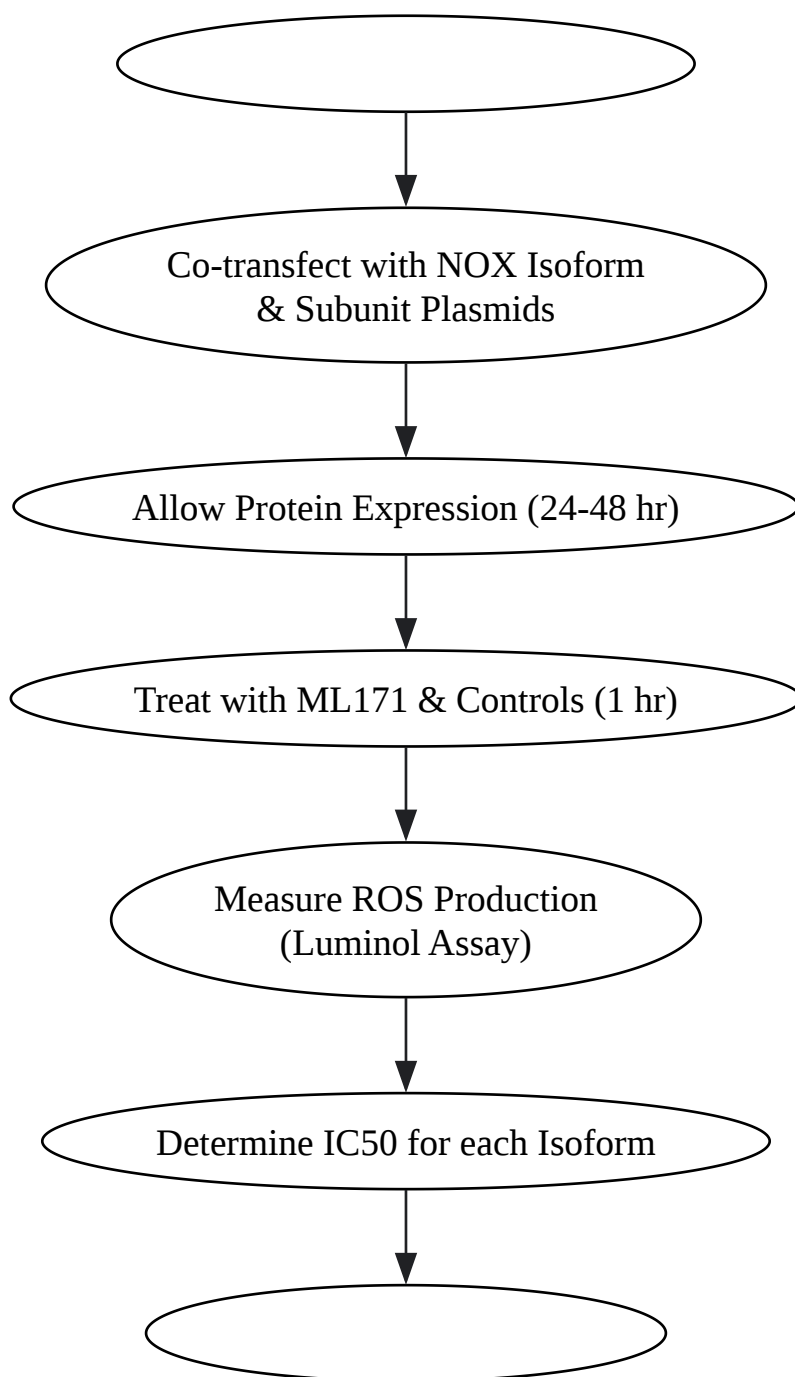 Co-transfect with NOX Isoform
& Subunit Plasmids
Allow Protein Expression (24-48 hr)
Treat with ML171 & Controls (1 hr)
Measure ROS Production
(Luminol Assay)
Determine IC50 for each Isoform